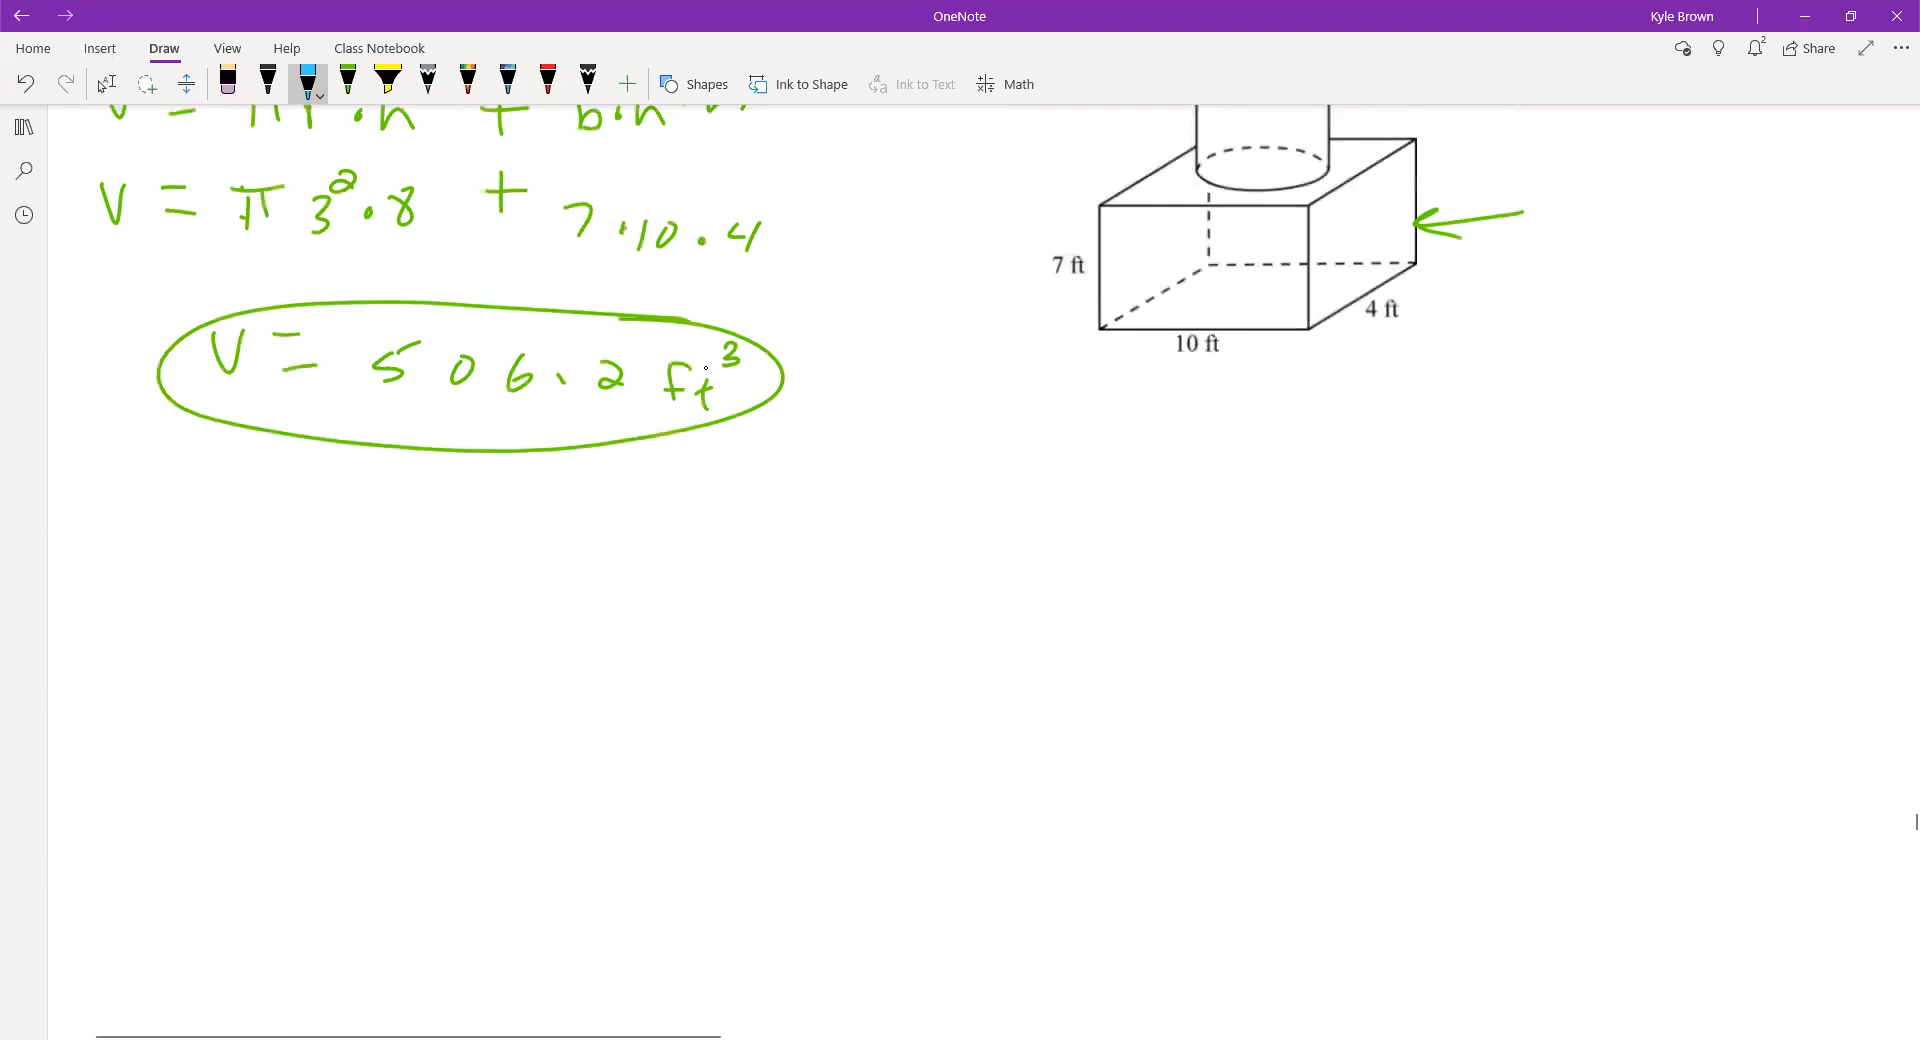 OneNote
Kyle Brown
Home Insert Draw View Help Class Notebook
2 Share
Shapes Ink to Shape Ink to Text Math
V = π 3² · 8 + 7 · 10 · 4
V = 506.2 ft³
7 ft
4 ft
10 ft